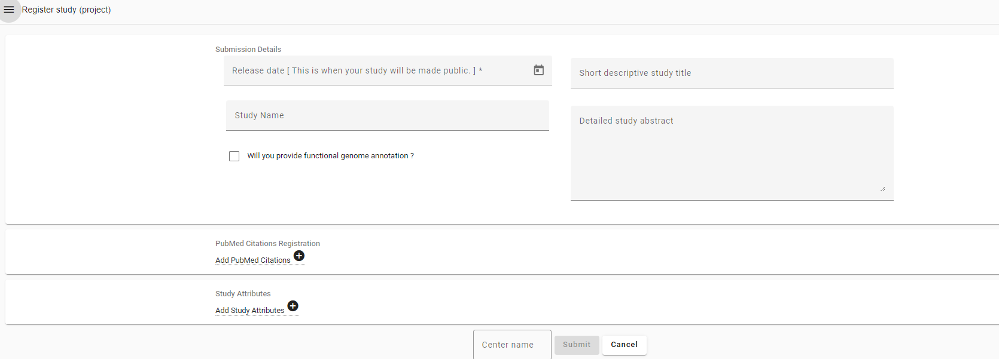 Register study (project)
Submission Details
Release date [ This is when your study will be made public. ] *
Short descriptive study title
Study Name
Detailed study abstract
Will you provide functional genome annotation ?
PubMed Citations Registration
Add PubMed Citations
Study Attributes
Add Study Attributes
Center name
Submit
Cancel